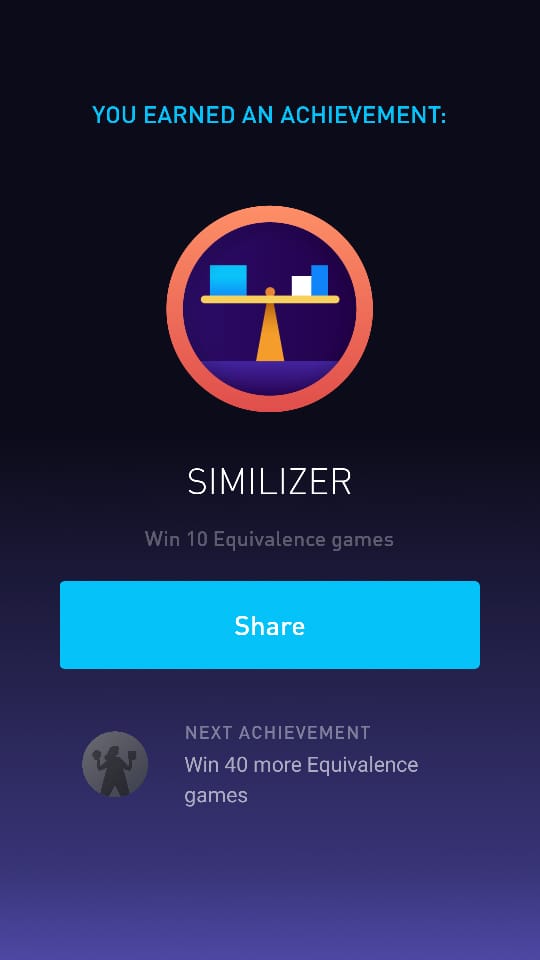 YOU EARNED AN ACHIEVEMENT:
SIMILIZER
Win 10 Equivalence games
Share
NEXT ACHIEVEMENT
Win 40 more Equivalence
games